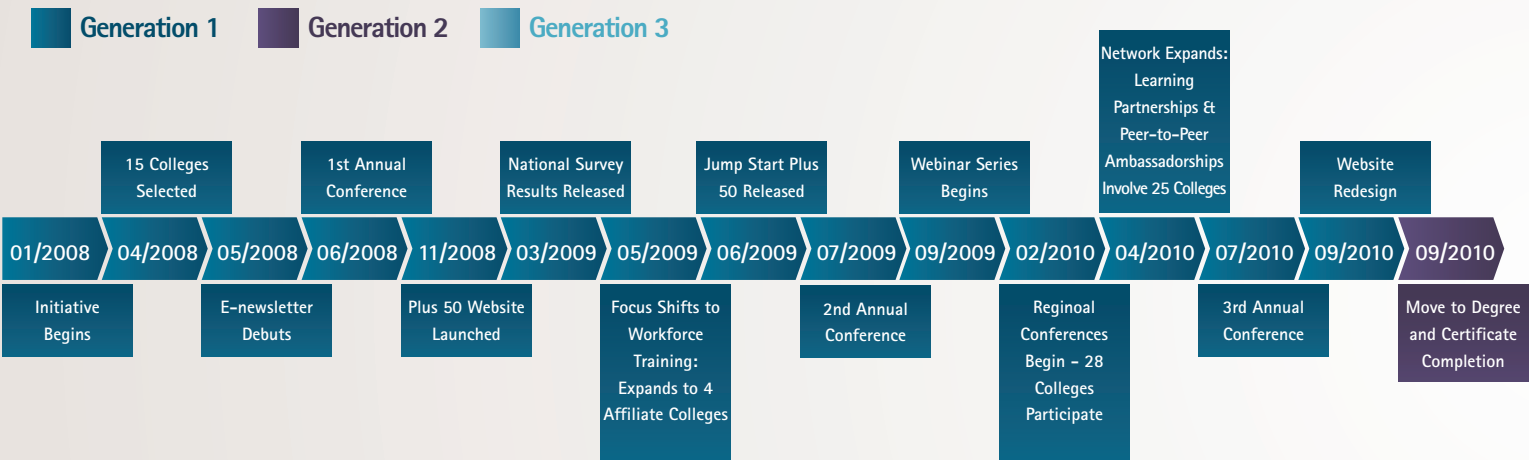 Generation 1
Generation 2
Generation 3
Network Expands:
Learning
Partnerships &
Peer-to-Peer
Ambassadorships
Involve 25 Colleges
15 Colleges
Selected
1st Annual
Conference
National Survey
Results Released
Jump Start Plus
50 Released
Webinar Series
Begins
Website
Redesign
01/2008
04/2008
05/2008
06/2008
11/2008
03/2009
05/2009
06/2009
07/2009
09/2009
02/2010
04/2010
07/2010
09/2010
09/2010
Initiative
Begins
E-newsletter
Debuts
Plus 50 Website
Launched
Focus Shifts to
Workforce
Training:
Expands to 4
Affiliate Colleges
2nd Annual
Conference
Reginoal
Conferences
Begin - 28
Colleges
Participate
3rd Annual
Conference
Move to Degree
and Certificate
Completion